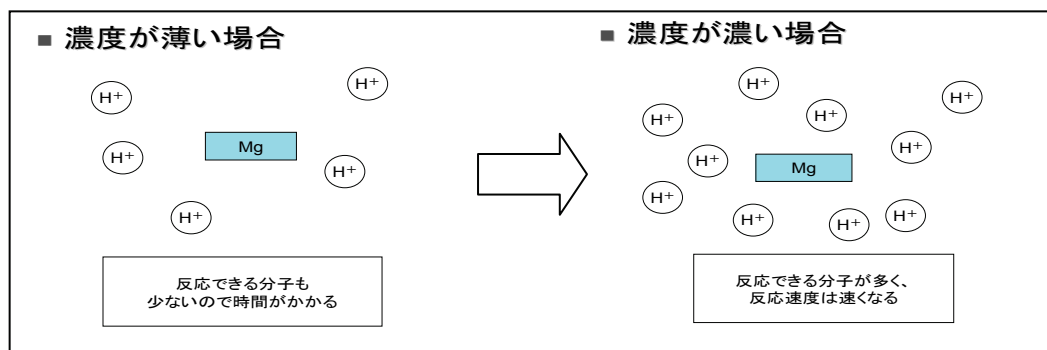 ■ 濃度が薄い場合
H⁺
H⁺
H⁺
Mg
H⁺
H⁺
反応できる分子も
少ないので時間がかかる
■ 濃度が濃い場合
H⁺
H⁺
H⁺
H⁺
H⁺
H⁺
Mg
H⁺
H⁺
H⁺
H⁺
反応できる分子が多く、
反応速度は速くなる